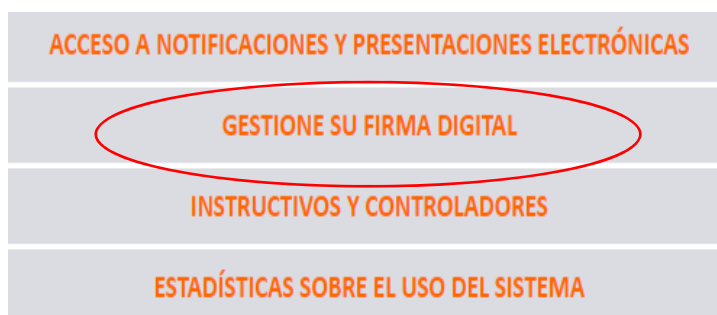 ACCESO A NOTIFICACIONES Y PRESENTACIONES ELECTRÓNICAS
GESTIONE SU FIRMA DIGITAL
INSTRUCTIVOS Y CONTROLADORES
ESTADÍSTICAS SOBRE EL USO DEL SISTEMA